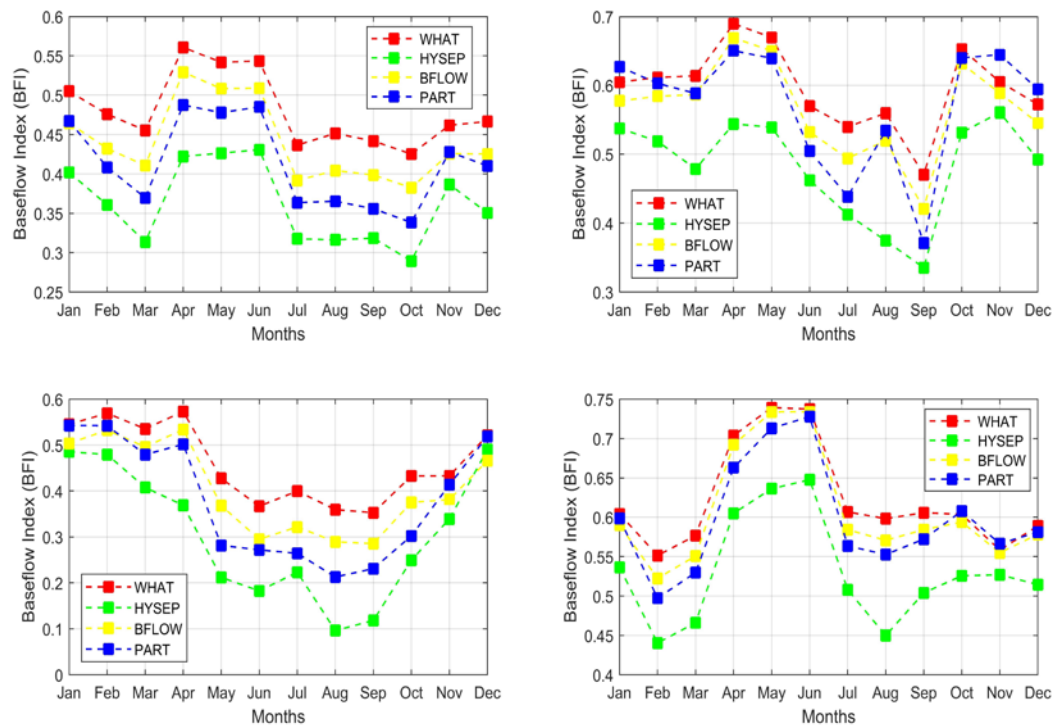 0.6
0.55
0.5
0.45
0.4
0.35
0.3
0.25
Baseflow Index (BFI)
WHAT
HYSEP
BFLOW
PART
Jan Feb Mar Apr May Jun Jul Aug Sep Oct Nov Dec
Months
0.7
0.6
0.5
0.4
0.3
Baseflow Index (BFI)
WHAT
HYSEP
BFLOW
PART
Jan Feb Mar Apr May Jun Jul Aug Sep Oct Nov Dec
Months
0.6
0.5
0.4
0.3
0.2
0.1
0
Baseflow Index (BFI)
WHAT
HYSEP
BFLOW
PART
Jan Feb Mar Apr May Jun Jul Aug Sep Oct Nov Dec
Months
0.75
0.7
0.65
0.6
0.55
0.5
0.45
0.4
Baseflow Index (BFI)
WHAT
HYSEP
BFLOW
PART
Jan Feb Mar Apr May Jun Jul Aug Sep Oct Nov Dec
Months